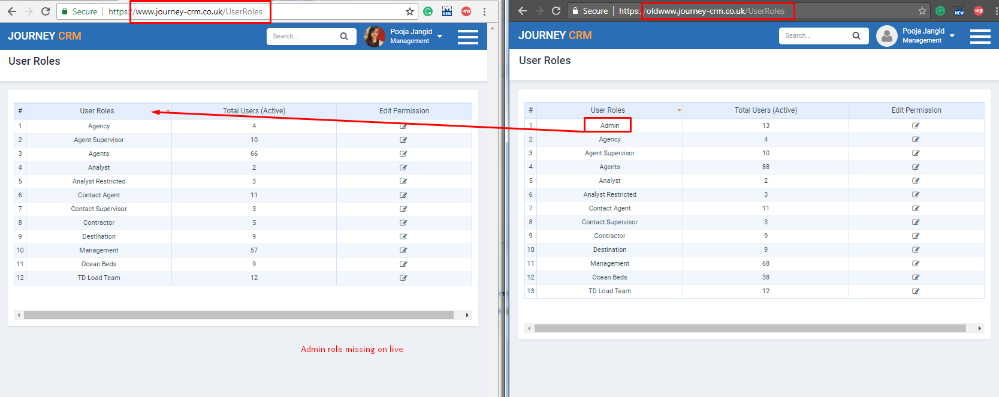 Secure https://www.journey-crm.co.uk/UserRoles NEW B
JOURNEY CRM Search... Pooja Jangid
Management
User Roles
# User Roles Total Users (Active) Edit Permission
1 Agency 4
2 Agent Supervisor 10
3 Agents 66
4 Analyst 2
5 Analyst Restricted 3
6 Contact Agent 11
7 Contact Supervisor 3
8 Contractor 5
9 Destination 9
10 Management 57
11 Ocean Beds 9
12 TD Load Team 12
Admin role missing on live
Secure https://oldwww.journey-crm.co.uk/UserRoles NEW B
JOURNEY CRM Search... Pooja Jangid
Management
User Roles
# User Roles Total Users (Active) Edit Permission
1 Admin 13
2 Agency 4
3 Agent Supervisor 10
4 Agents 88
5 Analyst 2
6 Analyst Restricted 3
7 Contact Agent 11
8 Contact Supervisor 3
9 Contractor 9
10 Destination 9
11 Management 68
12 Ocean Beds 38
13 TD Load Team 12